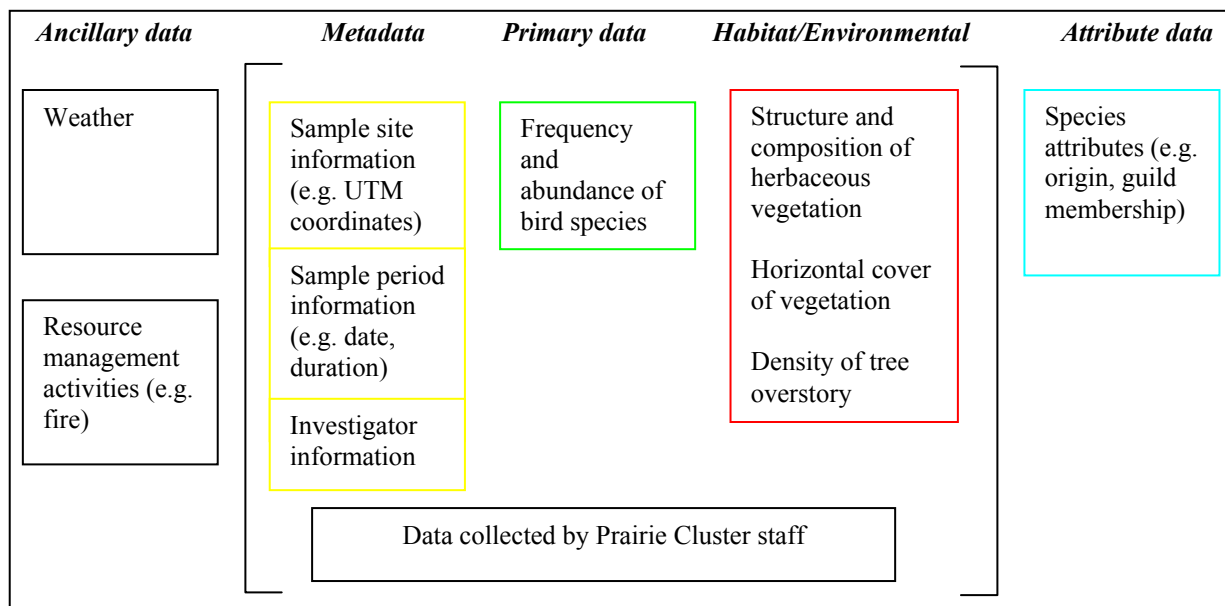 Ancillary data Metadata Primary data Habitat/Environmental Attribute data
Weather
Resource
management
activities (e.g.
fire)
Sample site
information
(e.g. UTM
coordinates)
Sample period
information
(e.g. date,
duration)
Investigator
information
Frequency
and
abundance of
bird species
Structure and
composition of
herbaceous
vegetation
Horizontal cover
of vegetation
Density of tree
overstory
Species
attributes (e.g.
origin, guild
membership)
Data collected by Prairie Cluster staff